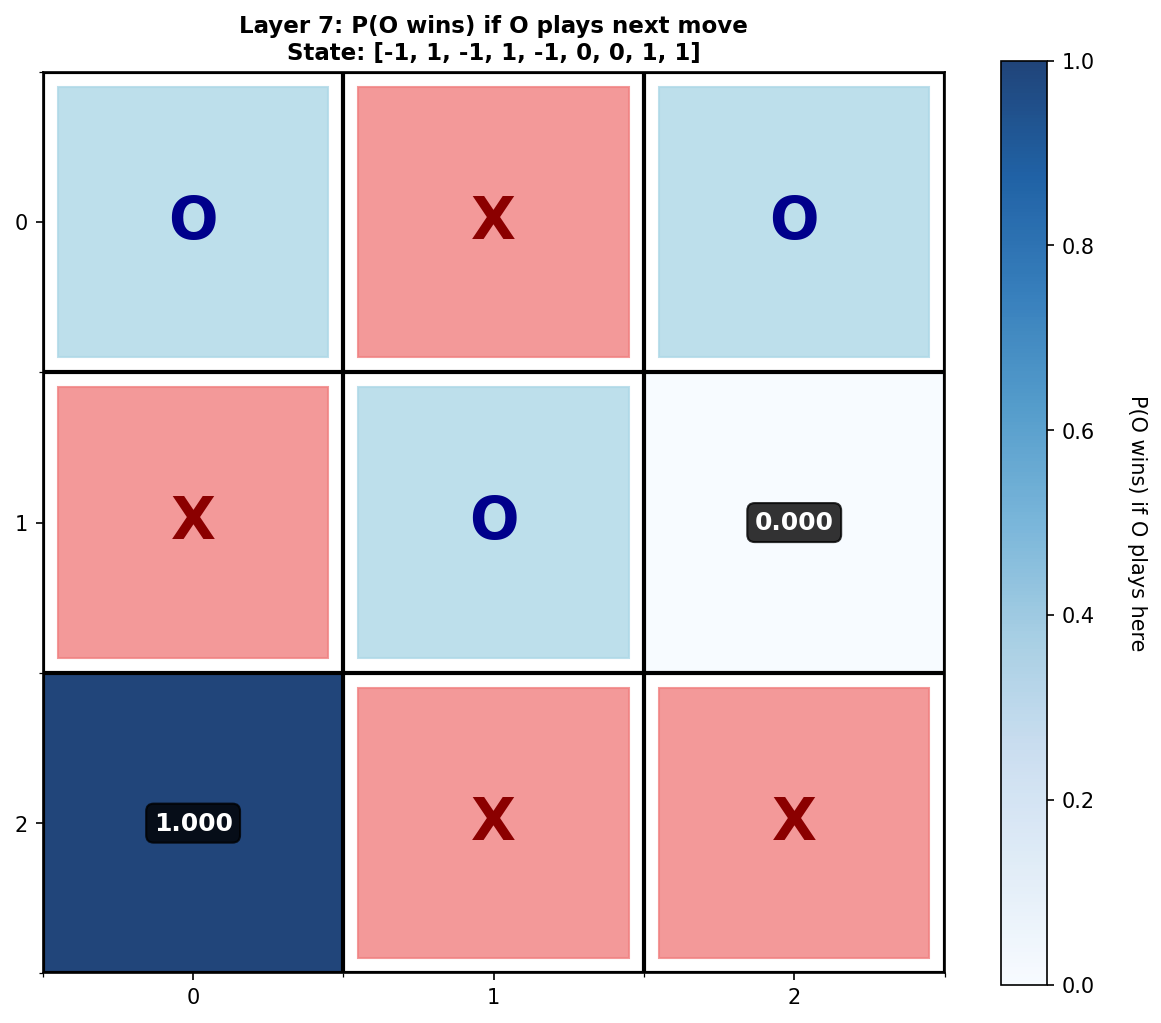 Layer 7: P(O wins) if O plays next move
State: [-1, 1, -1, 1, -1, 0, 0, 1, 1]
0
O
X
O
1
X
O
0.000
2
1.000
X
X
0
1
2
1.0
0.8
0.6
0.4
0.2
0.0
P(O wins) if O plays here